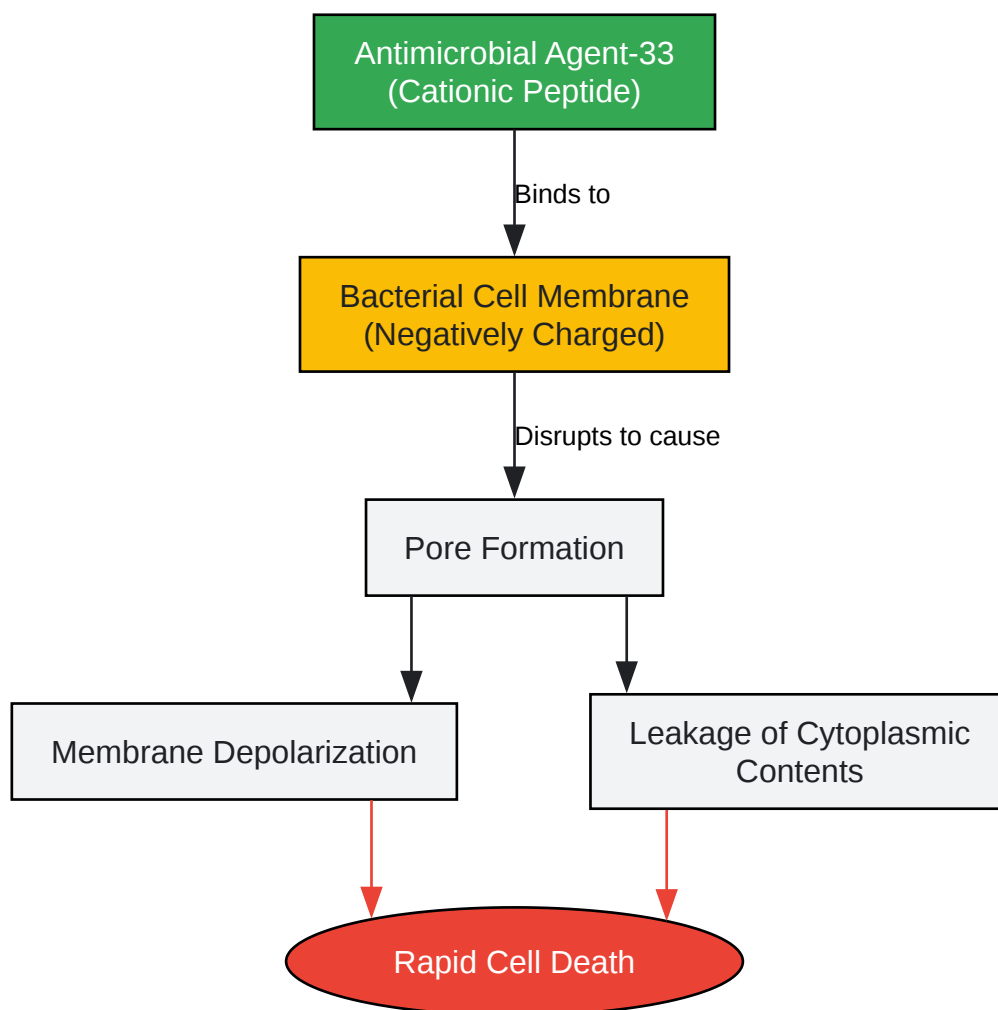 Antimicrobial Agent-33
(Cationic Peptide)
Binds to
Bacterial Cell Membrane
(Negatively Charged)
Disrupts to cause
Pore Formation
Membrane Depolarization
Leakage of Cytoplasmic
Contents
Rapid Cell Death